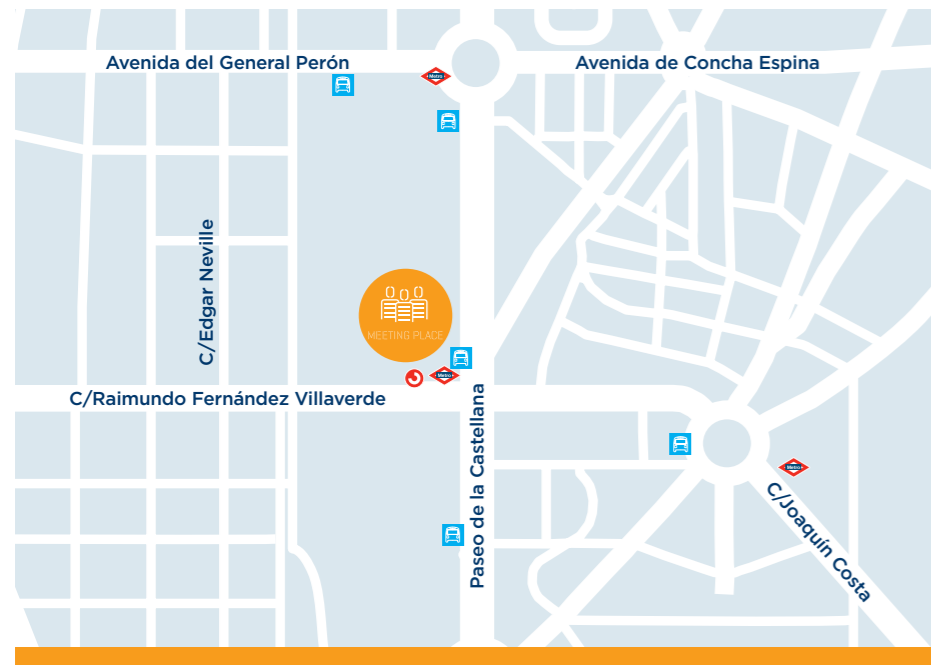 Avenida del General Perón
Avenida de Concha Espina
Metro
C/Edgar Neville
MEETING PLACE
Metro
C/Raimundo Fernández Villaverde
Paseo de la Castellana
Metro
C/Joaquín Costa